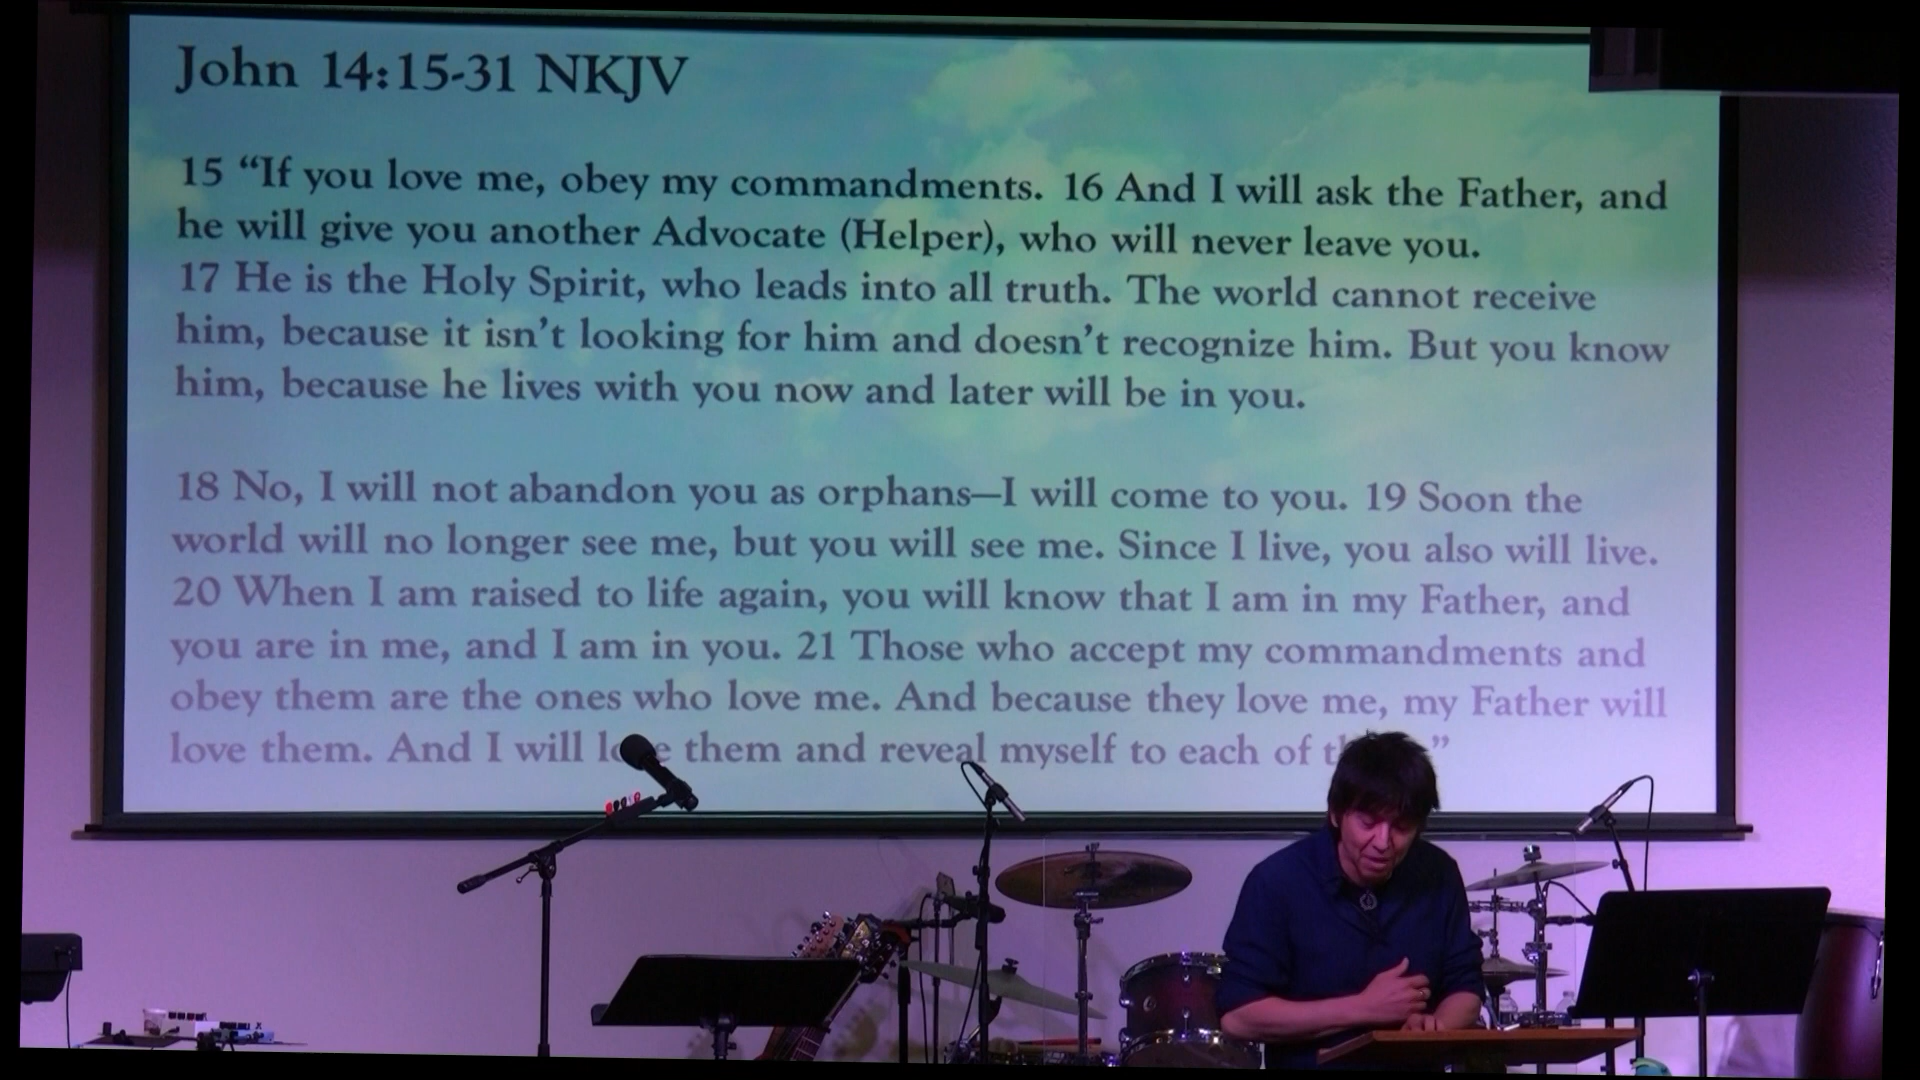 John 14:15-31 NKJV
15 “If you love me, obey my commandments. 16 And I will ask the Father, and
he will give you another Advocate (Helper), who will never leave you.
17 He is the Holy Spirit, who leads into all truth. The world cannot receive
him, because it isn’t looking for him and doesn’t recognize him. But you know
him, because he lives with you now and later will be in you.
18 No, I will not abandon you as orphans—I will come to you. 19 Soon the
world will no longer see me, but you will see me. Since I live, you also will live.
20 When I am raised to life again, you will know that I am in my Father, and
you are in me, and I am in you. 21 Those who accept my commandments and
obey them are the ones who love me. And because they love me, my Father will
love them. And I will them and reveal myself to each of ”